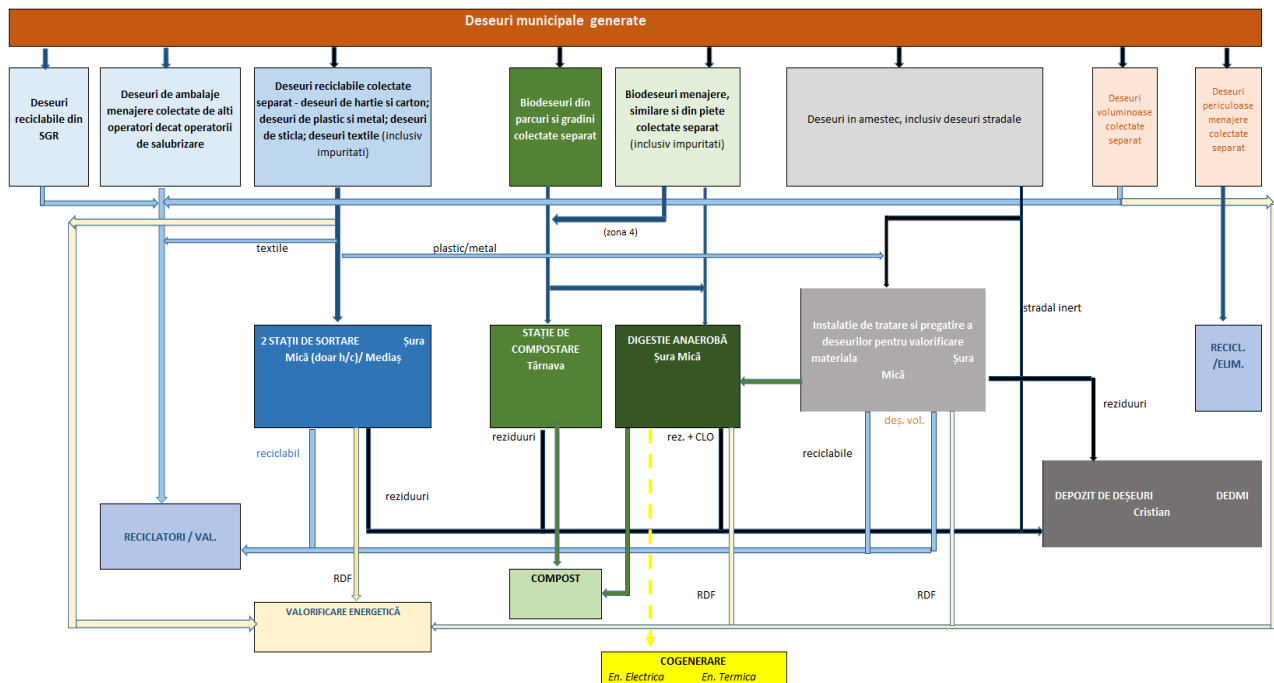 Deseuri municipale generate
Deseuri
reciclabile din
SGR
Deseuri de ambalaje
menajere colectate de alti
operatori decat operatorii
de salubrizare
Deseuri reciclabile colectate
separat - deseuri de hartie si carton;
deseuri de plastic si metal; deseuri
de sticla; deseuri textile (inclusiv
impuritati)
Biodeseuri din
parcuri si gradini
colectate separat
Biodeseuri menajere,
similare si din piete
colectate separat
(inclusiv impuritati)
Deseuri in amestec, inclusiv deseuri stradale
Deseuri
voluminoase
colectate
separat
Deseuri
periculoase
menajere
colectate
separat
(zona 4)
textile
plastic/metal
stradal inert
2 STAȚII DE SORTARE Șura
Mică (doar h/c)/ Mediaș
STAȚIE DE
COMPOSTARE
Târnava
DIGESTIE ANAEROBĂ
Șura Mică
Instalatie de tratare si pregatire a
deseurilor pentru valorificare
materiala Șura
Mică
RECICL.
/ELIM.
reziduuri
deș. vol.
reziduuri
rez. + CLO
reciclabil
reciclabile
reziduuri
DEPOZIT DE DEȘEURI DEDMI
Cristian
RECICLATORI / VAL.
RDF
COMPOST
RDF
RDF
VALORIFICARE ENERGETICĂ
COGENERARE
En. Electrica En. Termica